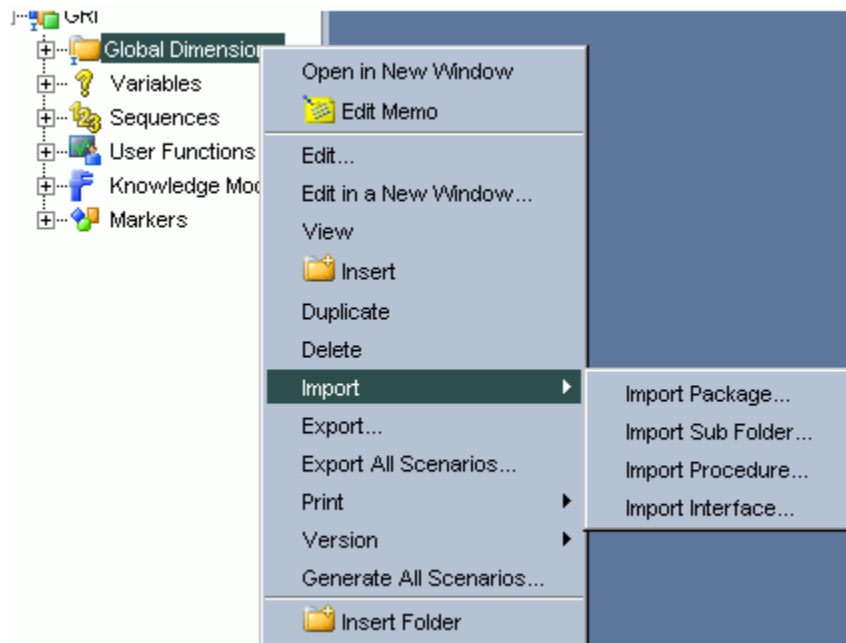 GRI
Global Dimension
Variables
Sequences
User Functions
Knowledge Mod
Markers
Open in New Window
Edit Memo
Edit...
Edit in a New Window...
View
Insert
Duplicate
Delete
Import
Export...
Export All Scenarios...
Print
Version
Generate All Scenarios...
Insert Folder
Import Package...
Import Sub Folder...
Import Procedure...
Import Interface...